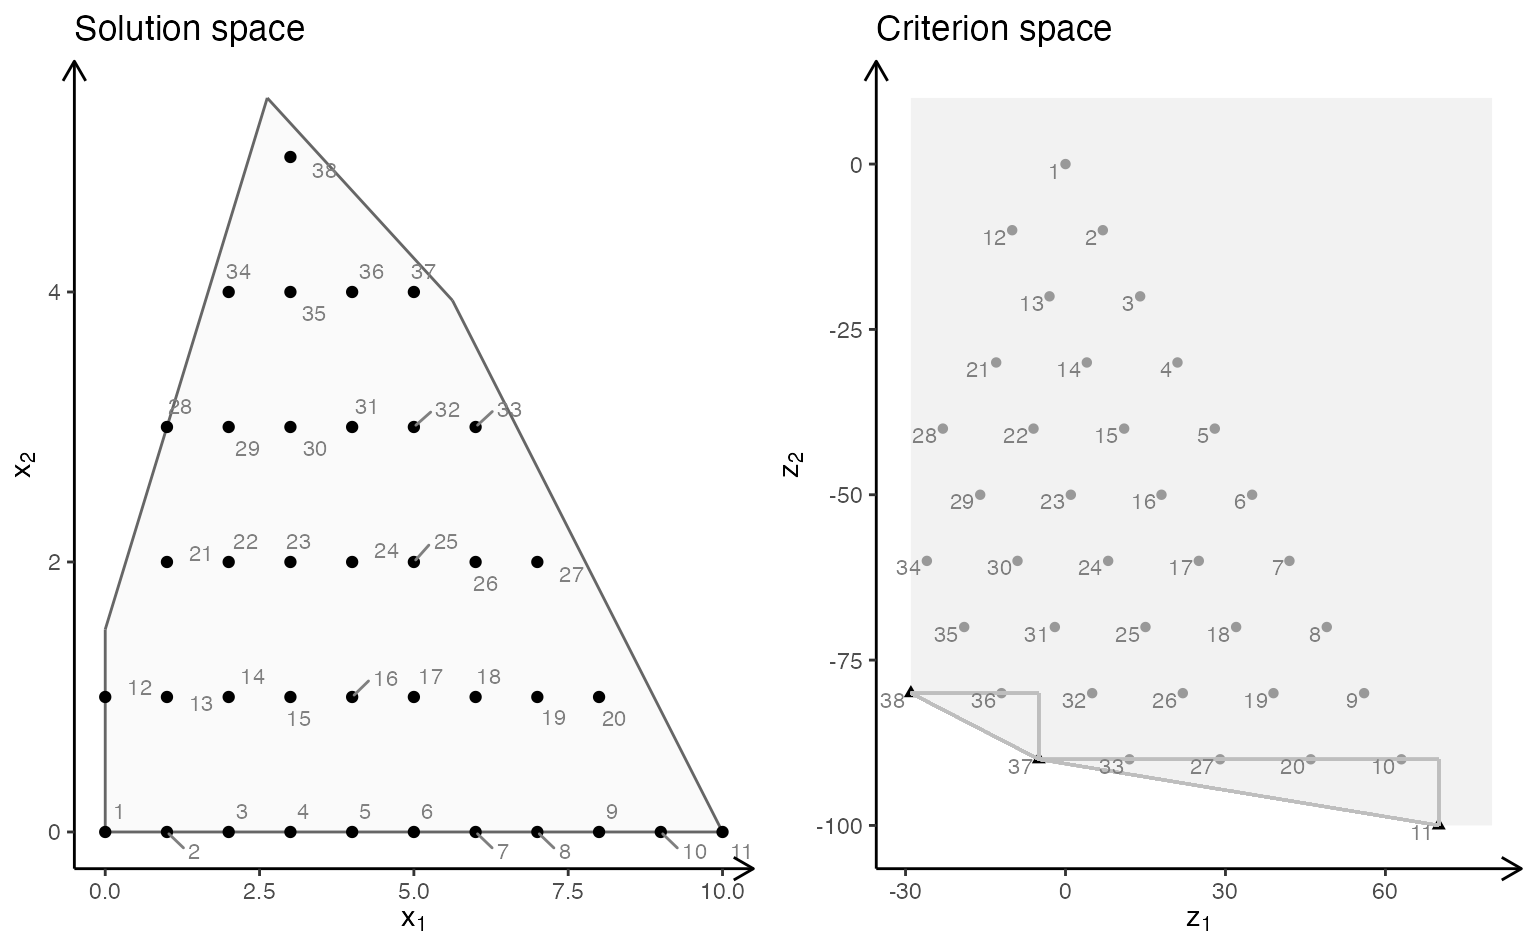 Solution space
38
34 36 37
4
35
28 31 32 33
29 30
x2
22 23 24 25
21
2
26 27
14 16 17 18
12 13
15 19 20
1 3 4 5 6 9
0
2 7 8 10 11
0.0 2.5 5.0 7.5 10.0
x1
Criterion space
0
1
12 2
13 3
-25
21 14 4
28 22 15 5
z2
-50
29 23 16 6
34 30 24 17 7
35 31 25 18 8
-75
38 36 32 26 19 9
37 33 27 20 10
-100
11
-30 0 30 60
z1